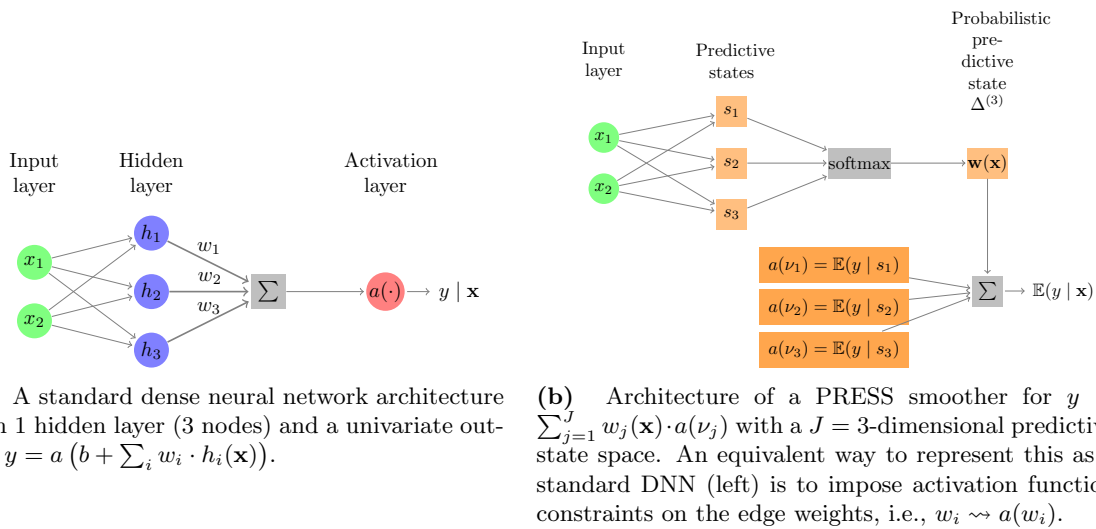 Input
layer
Hidden
layer
Activation
layer
x₁
x₂
h₁
h₂
h₃
w₁
w₂
w₃
∑
a(·)
y | 𝐱
A standard dense neural network architecture
1 hidden layer (3 nodes) and a univariate out-
y = a (b + ∑ᵢ wᵢ · hᵢ(𝐱)).
Input
layer
Predictive
states
Probabilistic
pre-
dictive
state
Δ⁽³⁾
x₁
x₂
s₁
s₂
s₃
softmax
𝐰(𝐱)
a(ν₁) = 𝔼(y | s₁)
a(ν₂) = 𝔼(y | s₂)
a(ν₃) = 𝔼(y | s₃)
∑
𝔼(y | 𝐱)
(b) Architecture of a PRESS smoother for y
∑ⱼ₌₁ᴶ wⱼ(𝐱)·a(νⱼ) with a J = 3-dimensional predictiv
state space. An equivalent way to represent this as
standard DNN (left) is to impose activation function
constraints on the edge weights, i.e., wᵢ ⇝ a(wᵢ).